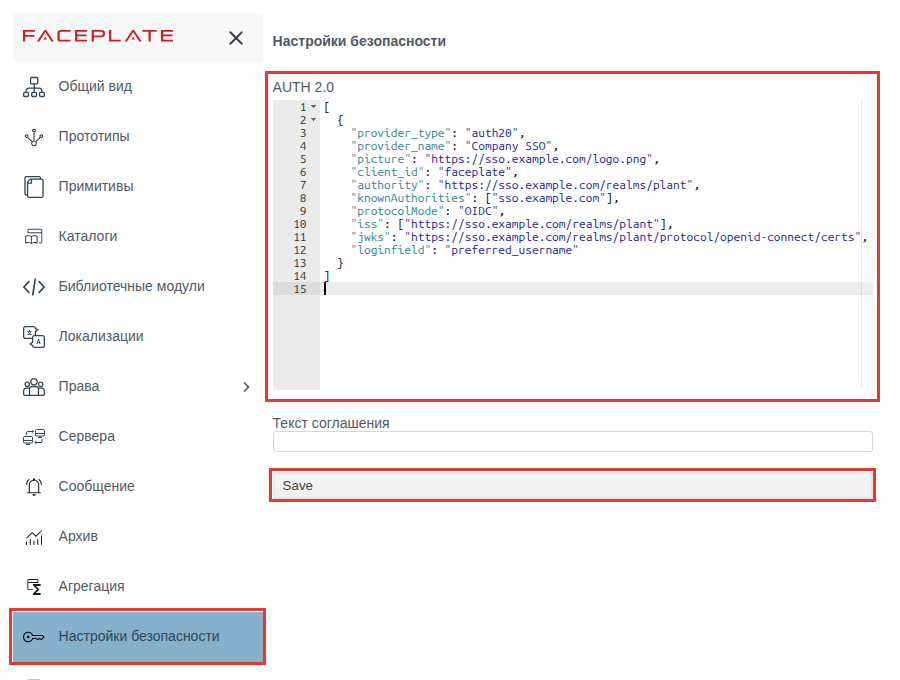 FACEPLATE
Общий вид
Прототипы
Примитивы
Каталоги
Библиотечные модули
Локализации
Права
Сервера
Сообщение
Архив
Агрегация
Настройки безопасности
Настройки безопасности
AUTH 2.0
1 [
2 {
3 "provider_type": "auth20",
4 "provider_name": "Company SSO",
5 "picture": "https://sso.example.com/logo.png",
6 "client_id": "faceplate",
7 "authority": "https://sso.example.com/realms/plant",
8 "knownAuthorities": ["sso.example.com"],
9 "protocolMode": "OIDC",
10 "iss": ["https://sso.example.com/realms/plant"],
11 "jwks": "https://sso.example.com/realms/plant/protocol/openid-connect/certs",
12 "loginfield": "preferred_username"
13 }
14 ]
15
Текст соглашения
Save